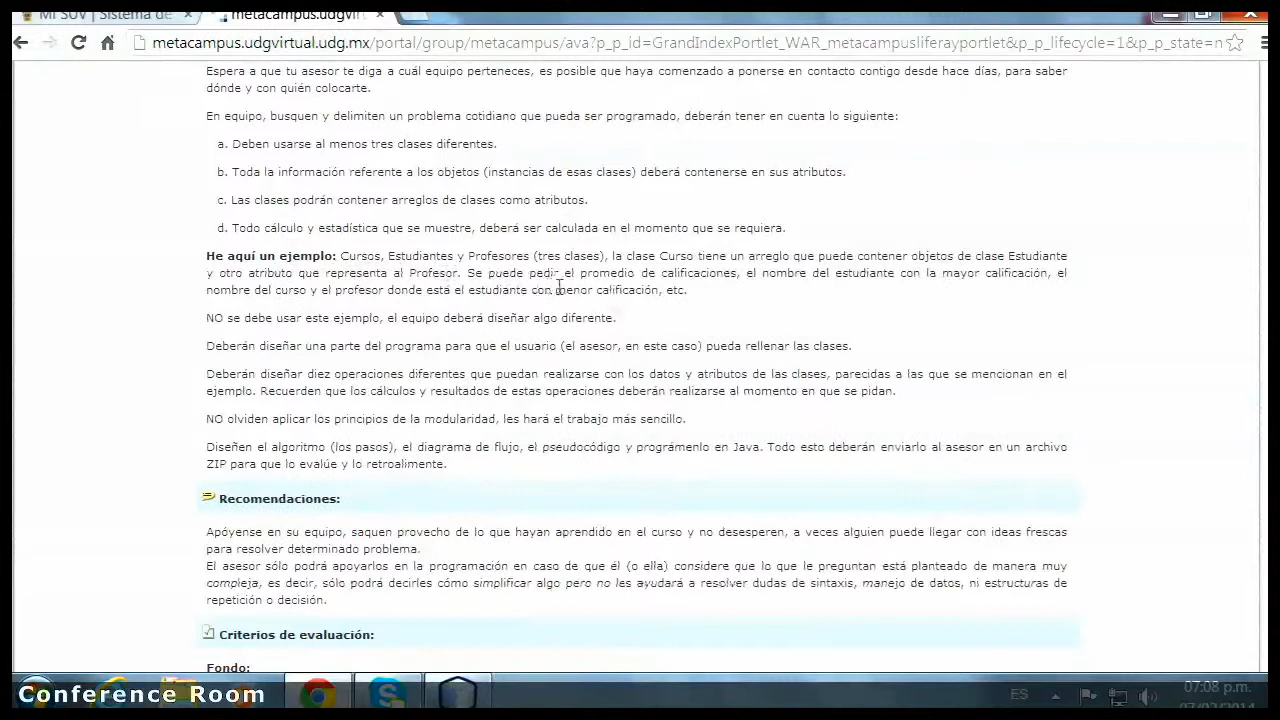 Mi SUV | Sistema de
metacampus.udgvirt
metacampus.udgvirtual.udg.mx/portal/group/metacampus.uva?p_p_id=GrandIndexPortlet_WAR_metacampusliferayportlet&p_p_lifecycle=1&p_p_state=n
Espera a que tu asesor te diga a cuál equipo perteneces, es posible que haya comenzado a ponerse en contacto contigo desde hace días, para saber
dónde y con quién colocarte.
En equipo, busquen y delimiten un problema cotidiano que pueda ser programado, deberán tener en cuenta lo siguiente:
a. Deben usarse al menos tres clases diferentes.
b. Toda la información referente a los objetos (instancias de esas clases) deberá contenerse en sus atributos.
c. Las clases podrán contener arreglos de clases como atributos.
d. Todo cálculo y estadística que se muestre, deberá ser calculada en el momento que se requiera.
He aquí un ejemplo: Cursos, Estudiantes y Profesores (tres clases), la clase Curso tiene un arreglo que puede contener objetos de clase Estudiante
y otro atributo que representa al Profesor. Se puede pedir el promedio de calificaciones, el nombre del estudiante con la mayor calificación, el
nombre del curso y el profesor donde está el estudiante con menor calificación, etc.
NO se debe usar este ejemplo, el equipo deberá diseñar algo diferente.
Deberán diseñar una parte del programa para que el usuario (el asesor, en este caso) pueda rellenar las clases.
Deberán diseñar diez operaciones diferentes que puedan realizarse con los datos y atributos de las clases, parecidas a las que se mencionan en el
ejemplo. Recuerden que los cálculos y resultados de estas operaciones deberán realizarse al momento en que se pidan.
NO olviden aplicar los principios de la modularidad, les hará el trabajo más sencillo.
Diseñen el algoritmo (los pasos), el diagrama de flujo, el pseudocódigo y prográmenlo en Java. Todo esto deberán enviarlo al asesor en un archivo
ZIP para que lo evalúe y lo retroalimente.
Recomendaciones:
Apóyense en su equipo, saquen provecho de lo que hayan aprendido en el curso y no desesperen, a veces alguien puede llegar con ideas frescas
para resolver determinado problema.
El asesor sólo podrá apoyarlos en la programación en caso de que él (o ella) considere que lo que le preguntan está planteado de manera muy
compleja, es decir, sólo podrá decirles cómo simplificar algo pero no les ayudará a resolver dudas de sintaxis, manejo de datos, ni estructuras de
repetición o decisión.
Criterios de evaluación:
Fondo:
Conference Room
ES
07:08 p.m.